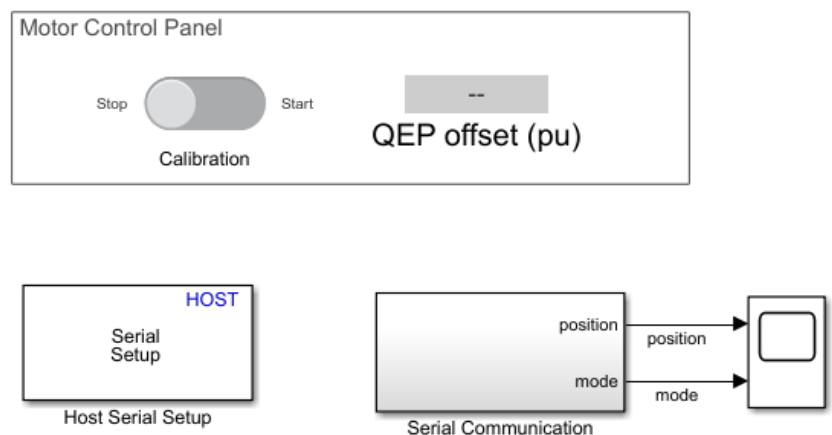 Motor Control Panel
Stop
Start
--
Calibration
QEP offset (pu)
HOST
Serial
Setup
Host Serial Setup
position
mode
position
mode
Serial Communication